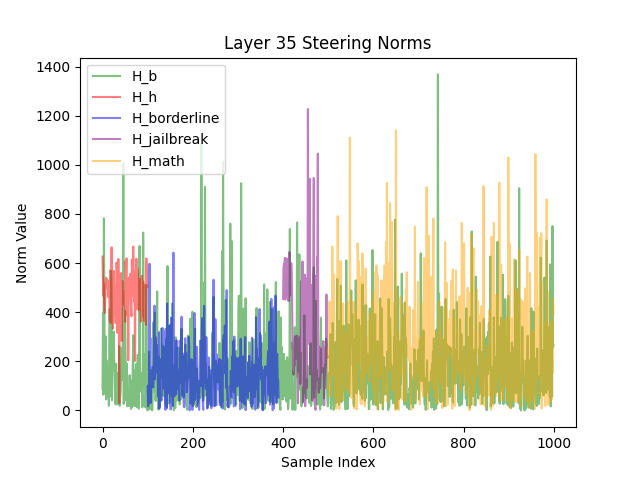 Layer 35 Steering Norms
H_b
H_h
H_borderline
H_jailbreak
H_math
1400
1200
1000
800
600
400
200
0
Norm Value
0
200
400
600
800
1000
Sample Index